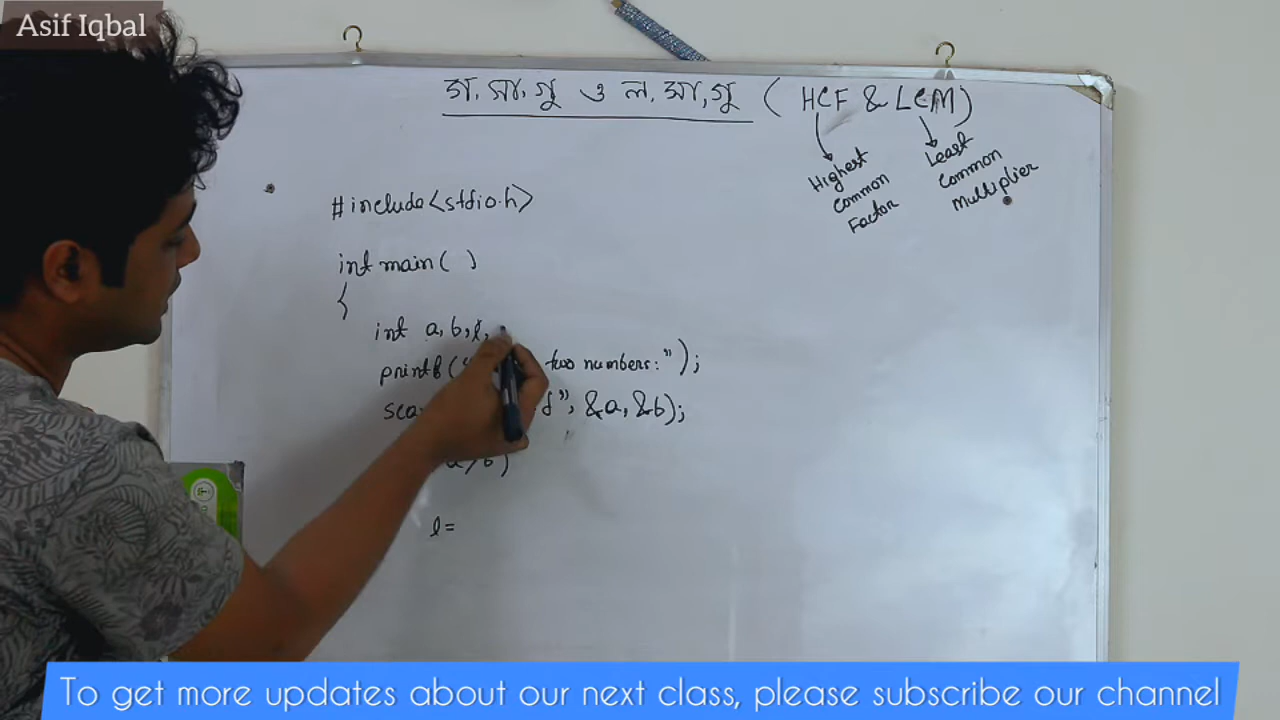 Asif Iqbal
গ. সা. গু ও ল. সা. গু ( HCF & LCM )
Highest
Common
Factor
Least
Common
Multiplier
#include<stdio.h>
int main( )
{
int a, b, l,
printf(" two numbers:");
&a, &b);
l =
To get more updates about our next class, please subscribe our channel